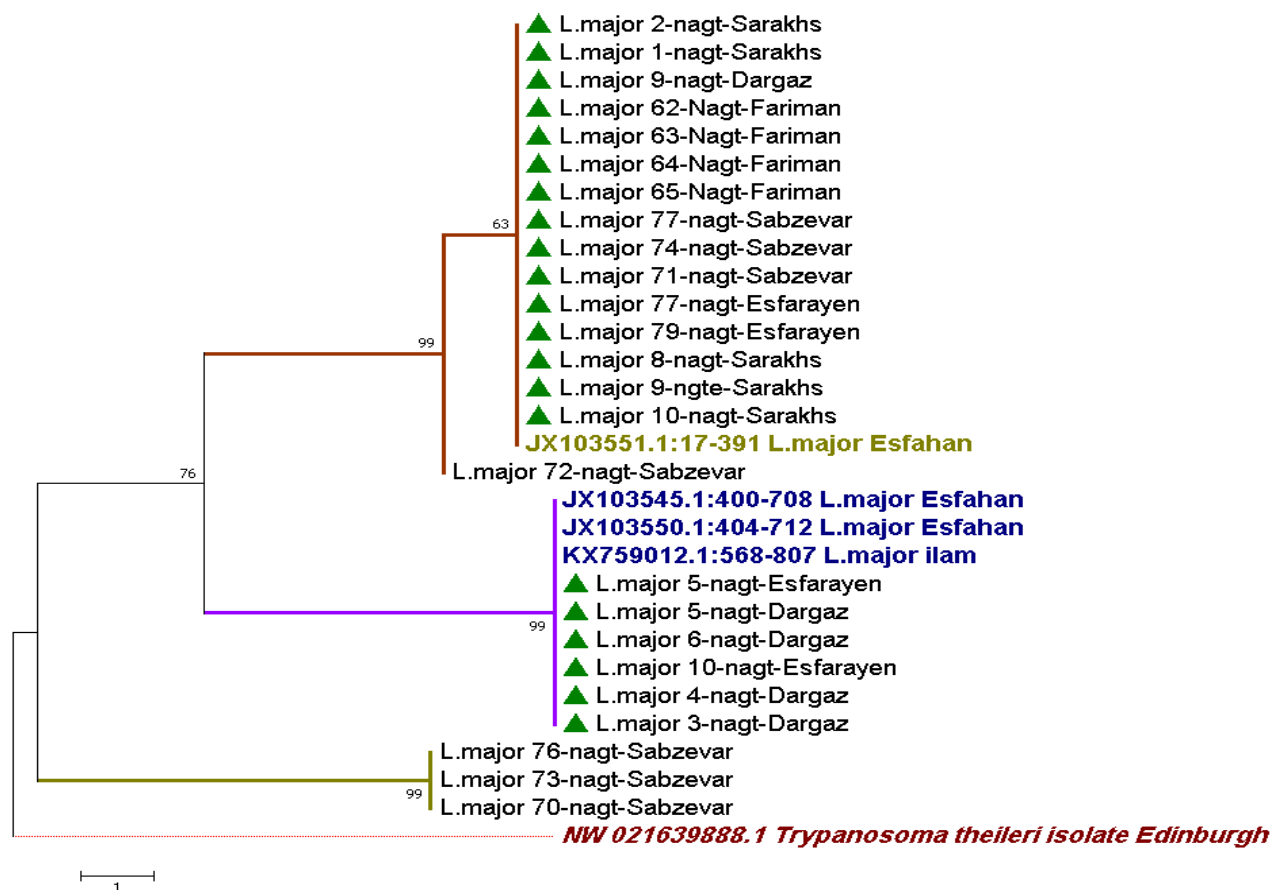 L.major 2-nagt-Sarakhs
L.major 1-nagt-Sarakhs
L.major 9-nagt-Dargaz
L.major 62-Nagt-Fariman
L.major 63-Nagt-Fariman
L.major 64-Nagt-Fariman
L.major 65-Nagt-Fariman
63
L.major 77-nagt-Sabzevar
L.major 74-nagt-Sabzevar
L.major 71-nagt-Sabzevar
L.major 77-nagt-Esfarayen
L.major 79-nagt-Esfarayen
99
L.major 8-nagt-Sarakhs
L.major 9-ngte-Sarakhs
L.major 10-nagt-Sarakhs
JX103551.1:17-391 L.major Esfahan
76
L.major 72-nagt-Sabzevar
JX103545.1:400-708 L.major Esfahan
JX103550.1:404-712 L.major Esfahan
KX759012.1:568-807 L.major ilam
L.major 5-nagt-Esfarayen
L.major 5-nagt-Dargaz
99
L.major 6-nagt-Dargaz
L.major 10-nagt-Esfarayen
L.major 4-nagt-Dargaz
L.major 3-nagt-Dargaz
L.major 76-nagt-Sabzevar
L.major 73-nagt-Sabzevar
99
L.major 70-nagt-Sabzevar
NW 021639888.1 Trypanosoma theileri isolate Edinburgh
1